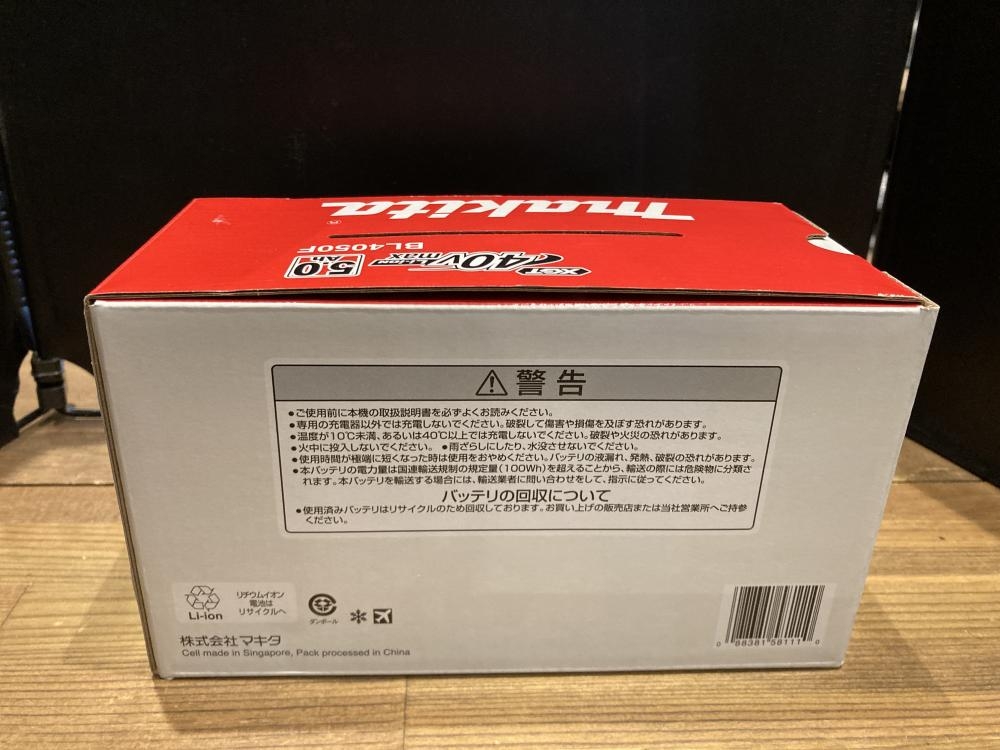 makita®
XGT 40Vmax Li-ion
BL4050F
5.0 Ah
警告
●ご使用前に本機の取扱説明書を必ずよくお読みください。
●専用の充電器以外では充電しないでください。破裂して傷害や損傷を及ぼす恐れがあります。
●温度が10℃未満、あるいは40℃以上では充電しないでください。破裂や火災の恐れがあります。
●火中に投入しないでください。 ●雨ざらしにしたり、水没させないでください。
●使用時間が極端に短くなった時は使用をおやめください。バッテリの液漏れ、発熱、破裂の恐れがあります。
●本バッテリの電力量は国連輸送規制の規定量(100Wh)を超えることから、輸送の際には危険物に分類さ
れます。本バッテリを輸送する場合には、輸送業者に問い合わせをして、指示に従ってください。
バッテリの回収について
●使用済みバッテリはリサイクルのため回収しております。お買い上げの販売店または当社営業所へご持参
ください。
Li-ion
リチウムイオン
電池は
リサイクルへ
ダンボール
株式会社マキタ
Cell made in Singapore, Pack processed in China
0 88381 58111 0